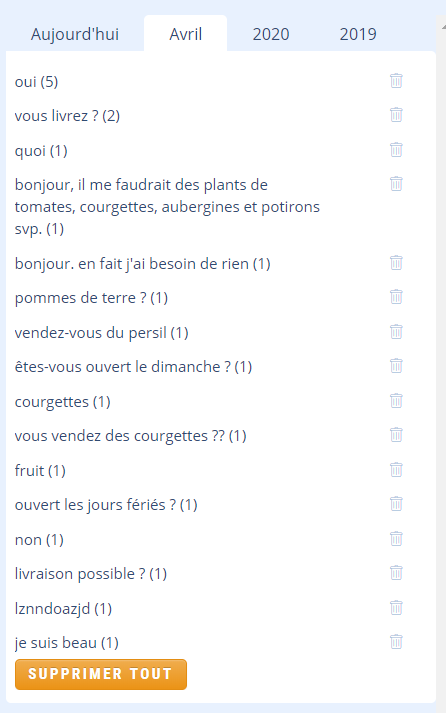 Aujourd'hui Avril 2020 2019
oui (5)
vous livrez ? (2)
quoi (1)
bonjour, il me faudrait des plants de
tomates, courgettes, aubergines et potirons
svp. (1)
bonjour. en fait j'ai besoin de rien (1)
pommes de terre ? (1)
vendez-vous du persil (1)
êtes-vous ouvert le dimanche ? (1)
courgettes (1)
vous vendez des courgettes ?? (1)
fruit (1)
ouvert les jours fériés ? (1)
non (1)
livraison possible ? (1)
lznndoazjd (1)
je suis beau (1)
SUPPRIMER TOUT